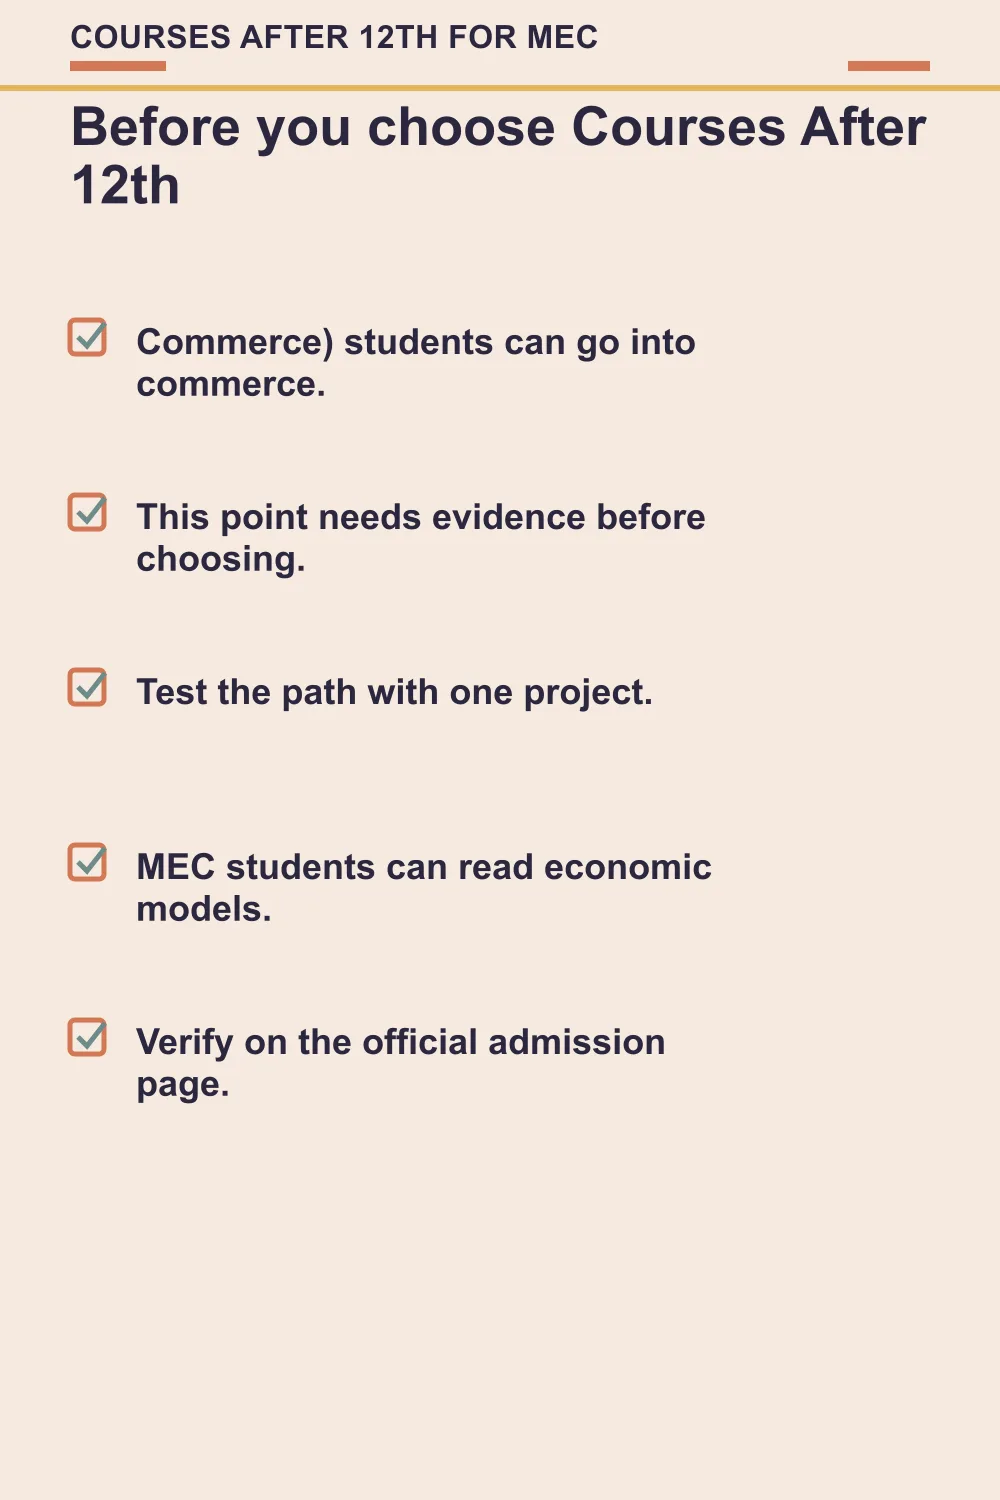 COURSES AFTER 12TH FOR MEC
Before you choose Courses After
12th
Commerce) students can go into
commerce.
This point needs evidence before
choosing.
Test the path with one project.
MEC students can read economic
models.
Verify on the official admission
page.